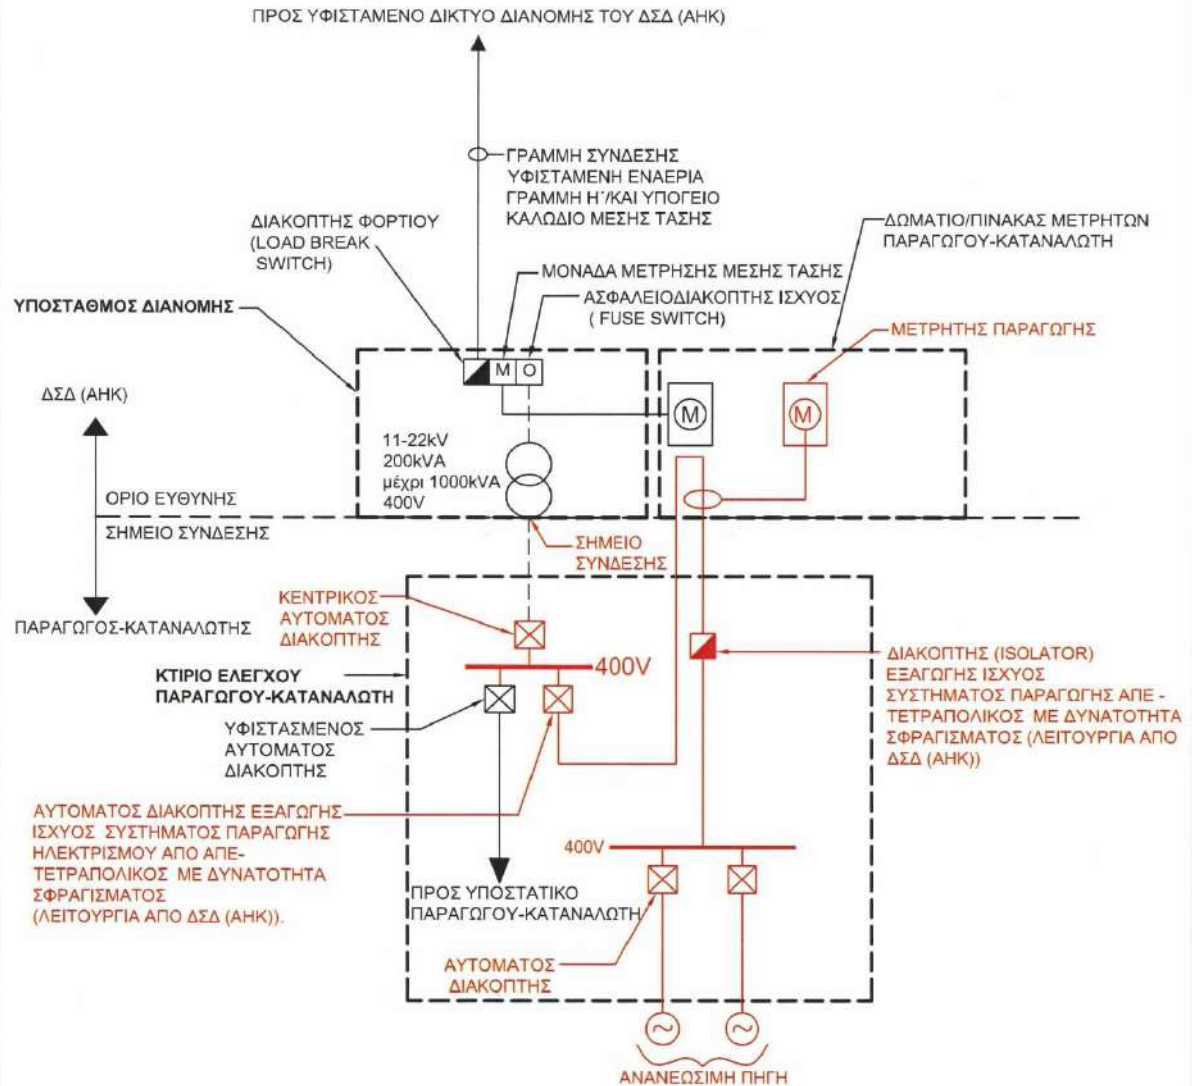 ΠΡΟΣ ΥΦΙΣΤΑΜΕΝΟ ΔΙΚΤΥΟ ΔΙΑΝΟΜΗΣ ΤΟΥ ΔΣΔ (ΑΗΚ)
ΓΡΑΜΜΗ ΣΥΝΔΕΣΗΣ
ΥΦΙΣΤΑΜΕΝΗ ΕΝΑΕΡΙΑ
ΓΡΑΜΜΗ Η΄/ΚΑΙ ΥΠΟΓΕΙΟ
ΚΑΛΩΔΙΟ ΜΕΣΗΣ ΤΑΣΗΣ
ΔΙΑΚΟΠΤΗΣ ΦΟΡΤΙΟΥ
(LOAD BREAK
SWITCH)
ΔΩΜΑΤΙΟ/ΠΙΝΑΚΑΣ ΜΕΤΡΗΤΩΝ
ΠΑΡΑΓΩΓΟΥ-ΚΑΤΑΝΑΛΩΤΗ
ΜΟΝΑΔΑ ΜΕΤΡΗΣΗΣ ΜΕΣΗΣ ΤΑΣΗΣ
ΑΣΦΑΛΕΙΟΔΙΑΚΟΠΤΗΣ ΙΣΧΥΟΣ
( FUSE SWITCH)
ΥΠΟΣΤΑΘΜΟΣ ΔΙΑΝΟΜΗΣ
ΜΕΤΡΗΤΗΣ ΠΑΡΑΓΩΓΗΣ
M O
M
M
ΔΣΔ (ΑΗΚ)
11-22kV
200kVA
μέχρι 1000kVA
400V
ΟΡΙΟ ΕΥΘΥΝΗΣ
ΣΗΜΕΙΟ ΣΥΝΔΕΣΗΣ
ΣΗΜΕΙΟ
ΣΥΝΔΕΣΗΣ
ΠΑΡΑΓΩΓΟΣ-ΚΑΤΑΝΑΛΩΤΗΣ
ΚΕΝΤΡΙΚΟΣ
ΑΥΤΟΜΑΤΟΣ
ΔΙΑΚΟΠΤΗΣ
400V
ΚΤΙΡΙΟ ΕΛΕΓΧΟΥ
ΠΑΡΑΓΩΓΟΥ-ΚΑΤΑΝΑΛΩΤΗ
ΔΙΑΚΟΠΤΗΣ (ISOLATOR)
ΕΞΑΓΩΓΗΣ ΙΣΧΥΟΣ
ΣΥΣΤΗΜΑΤΟΣ ΠΑΡΑΓΩΓΗΣ ΑΠΕ -
ΤΕΤΡΑΠΟΛΙΚΟΣ ΜΕ ΔΥΝΑΤΟΤΗΤΑ
ΣΦΡΑΓΙΣΜΑΤΟΣ (ΛΕΙΤΟΥΡΓΙΑ ΑΠΟ
ΔΣΔ (ΑΗΚ))
ΥΦΙΣΤΑΣΜΕΝΟΣ
ΑΥΤΟΜΑΤΟΣ
ΔΙΑΚΟΠΤΗΣ
ΑΥΤΟΜΑΤΟΣ ΔΙΑΚΟΠΤΗΣ ΕΞΑΓΩΓΗΣ
ΙΣΧΥΟΣ ΣΥΣΤΗΜΑΤΟΣ ΠΑΡΑΓΩΓΗΣ
ΗΛΕΚΤΡΙΣΜΟΥ ΑΠΟ ΑΠΕ-
ΤΕΤΡΑΠΟΛΙΚΟΣ ΜΕ ΔΥΝΑΤΟΤΗΤΑ
ΣΦΡΑΓΙΣΜΑΤΟΣ
(ΛΕΙΤΟΥΡΓΙΑ ΑΠΟ ΔΣΔ (ΑΗΚ)).
400V
ΠΡΟΣ ΥΠΟΣΤΑΤΙΚΟ
ΠΑΡΑΓΩΓΟΥ-ΚΑΤΑΝΑΛΩΤΗ
ΑΥΤΟΜΑΤΟΣ
ΔΙΑΚΟΠΤΗΣ
ΑΝΑΝΕΩΣΙΜΗ ΠΗΓΗ